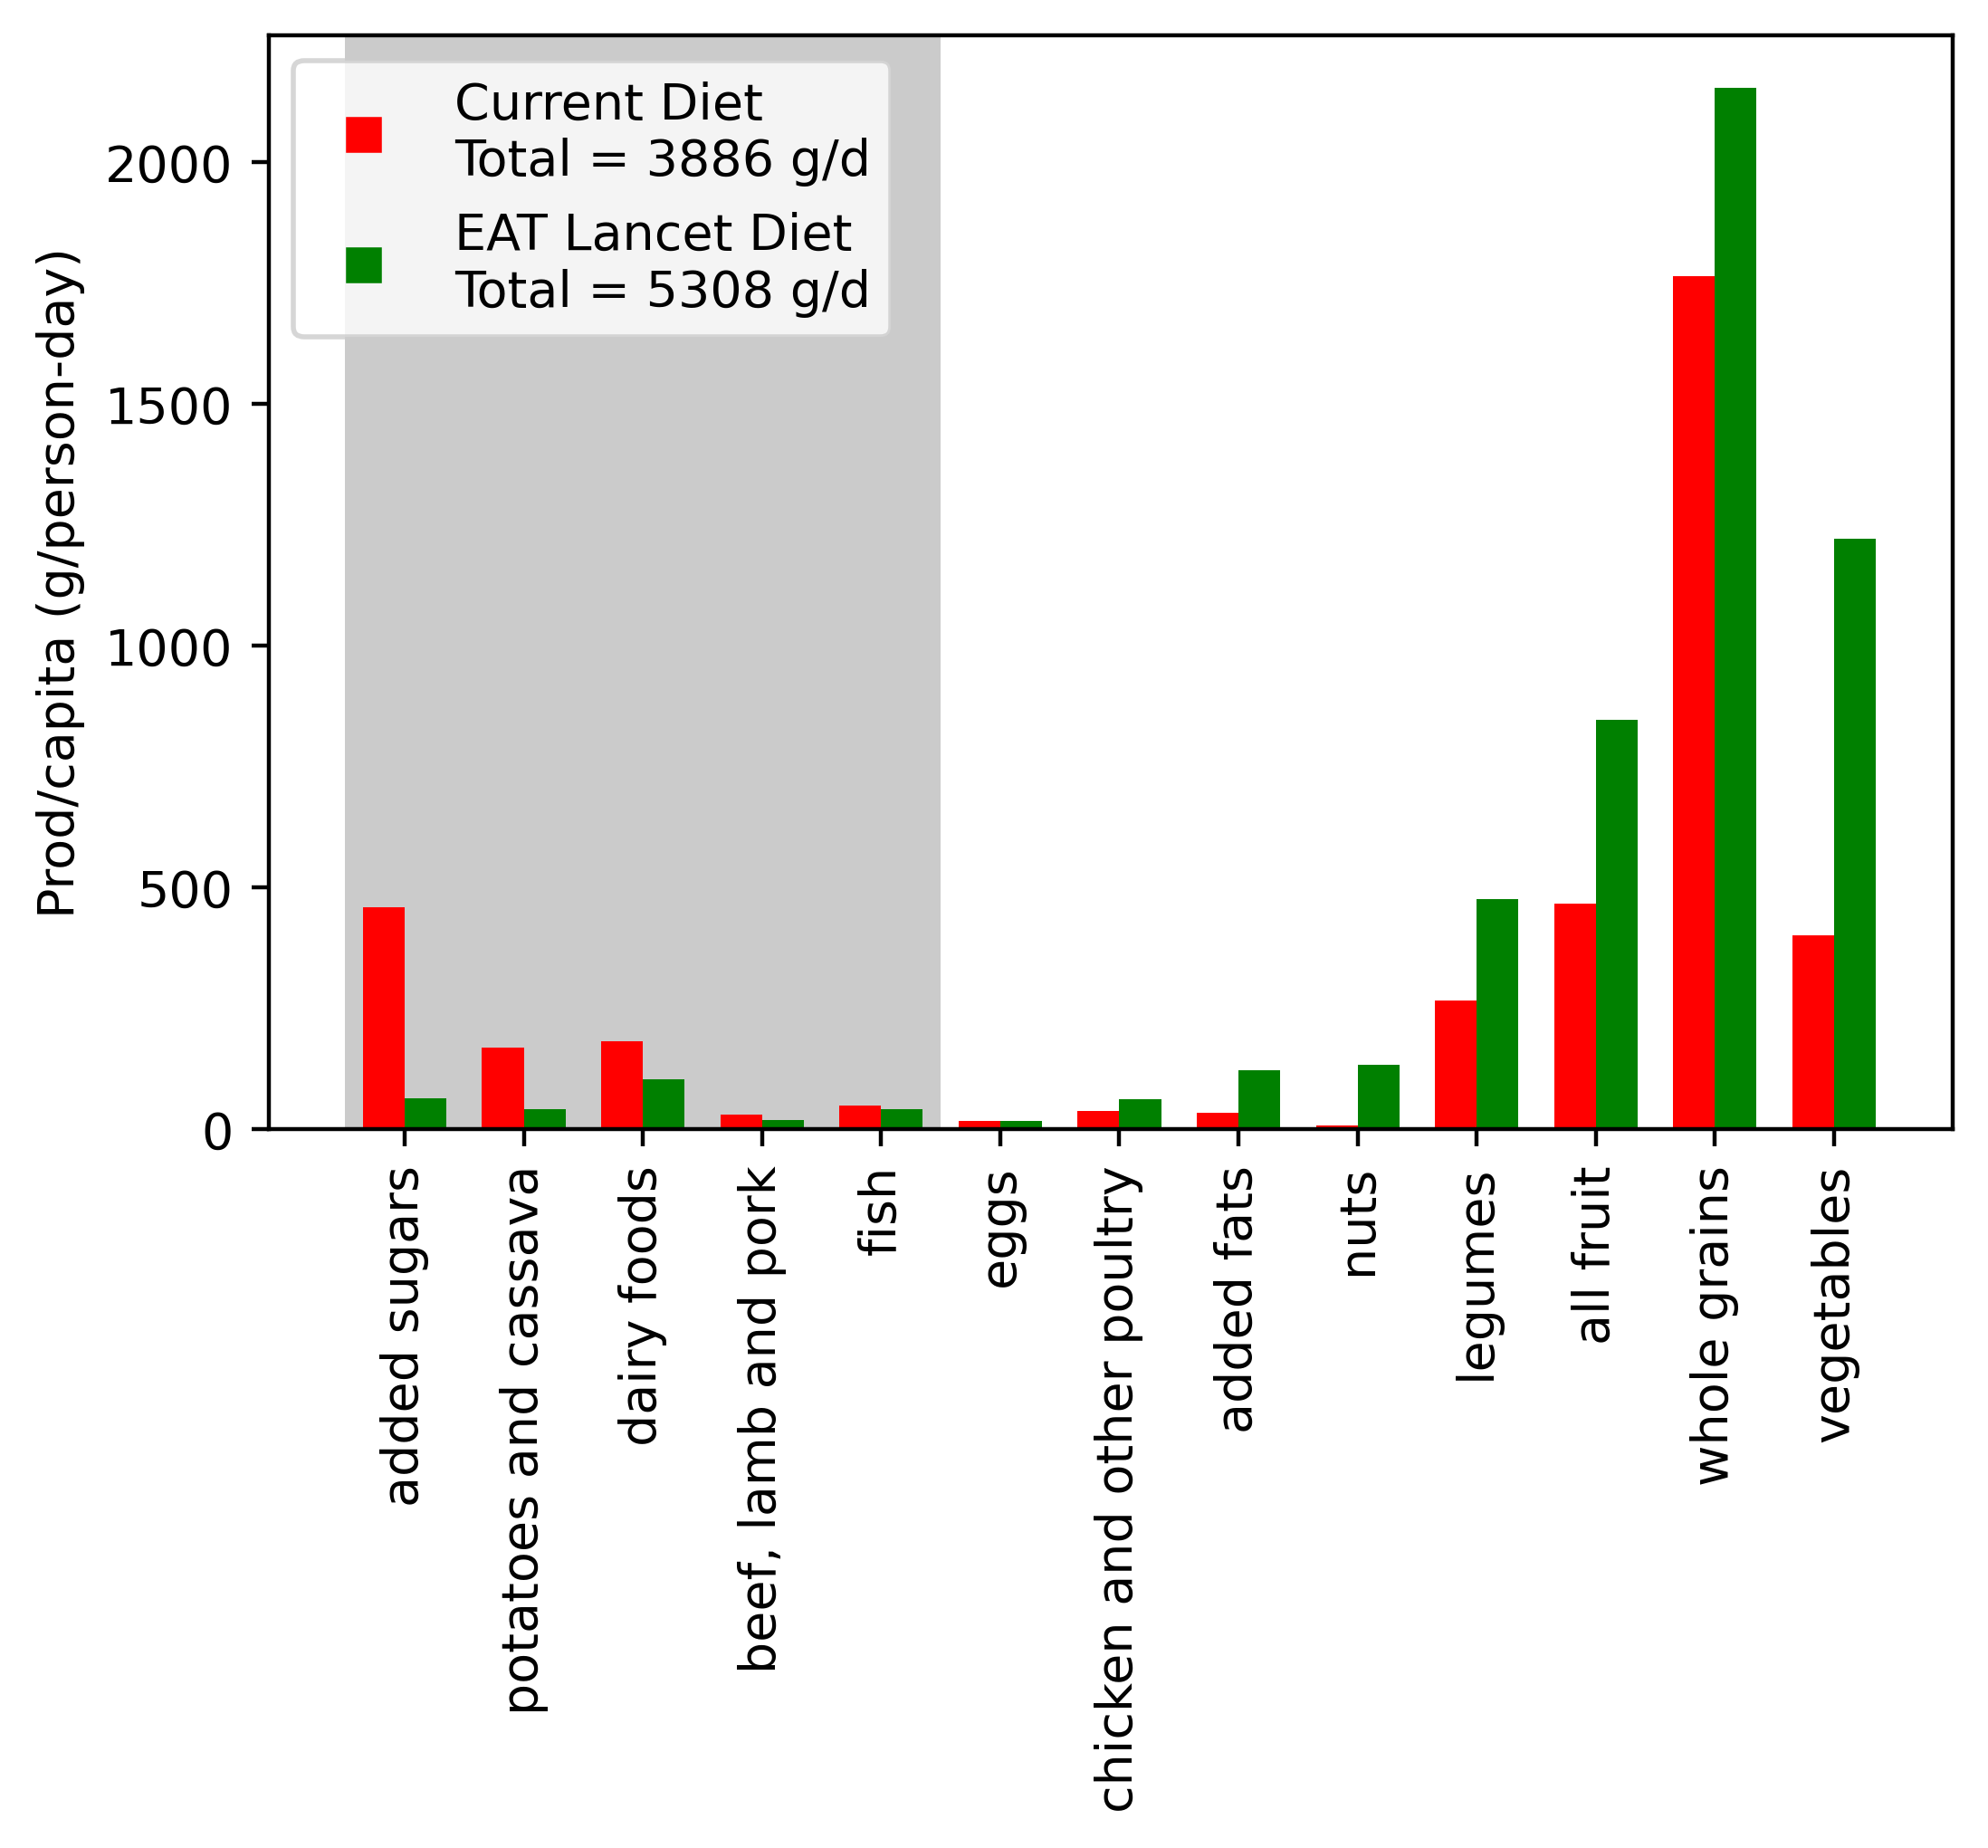 Current Diet
Total = 3886 g/d
EAT Lancet Diet
Total = 5308 g/d
Prod/capita (g/person-day)
2000
1500
1000
500
0
added sugars
potatoes and cassava
dairy foods
beef, lamb and pork
fish
eggs
chicken and other poultry
added fats
nuts
legumes
all fruit
whole grains
vegetables